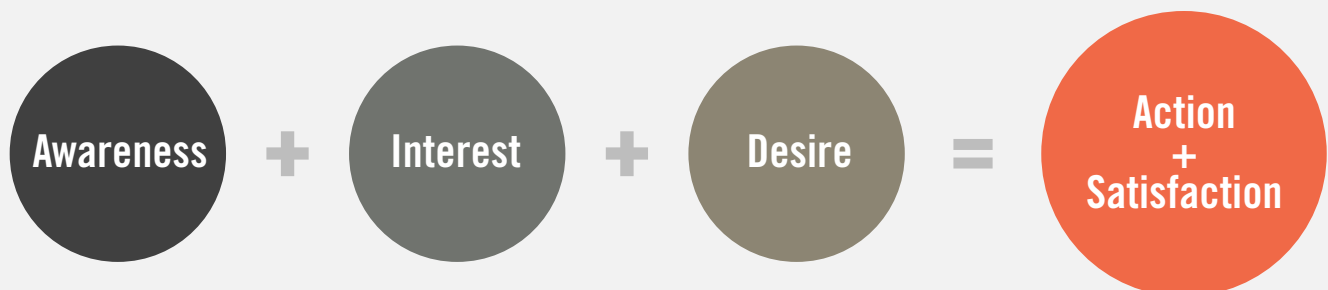 Awareness + Interest + Desire = Action
+
Satisfaction